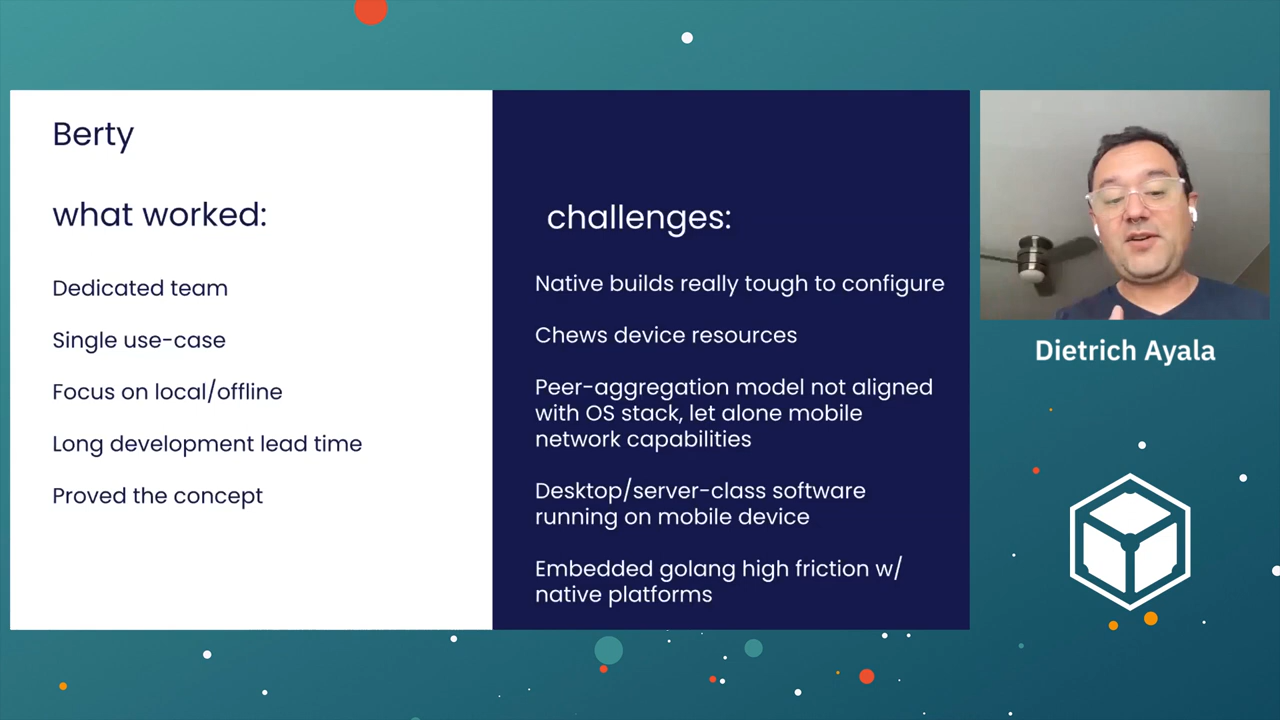 Berty
what worked:
Dedicated team
Single use-case
Focus on local/offline
Long development lead time
Proved the concept
challenges:
Native builds really tough to configure
Chews device resources
Peer-aggregation model not aligned
with OS stack, let alone mobile
network capabilities
Desktop/server-class software
running on mobile device
Embedded golang high friction w/
native platforms
Dietrich Ayala